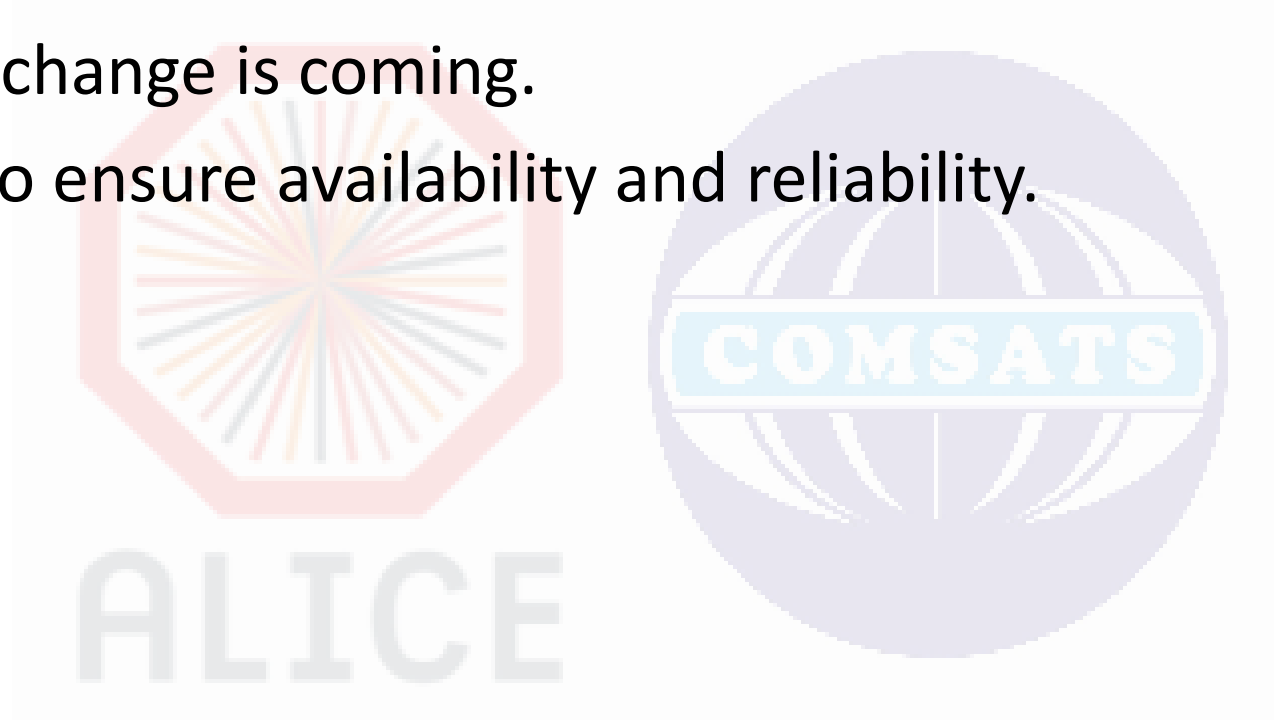 change is coming.
o ensure availability and reliability.
COMSATS
ALICE